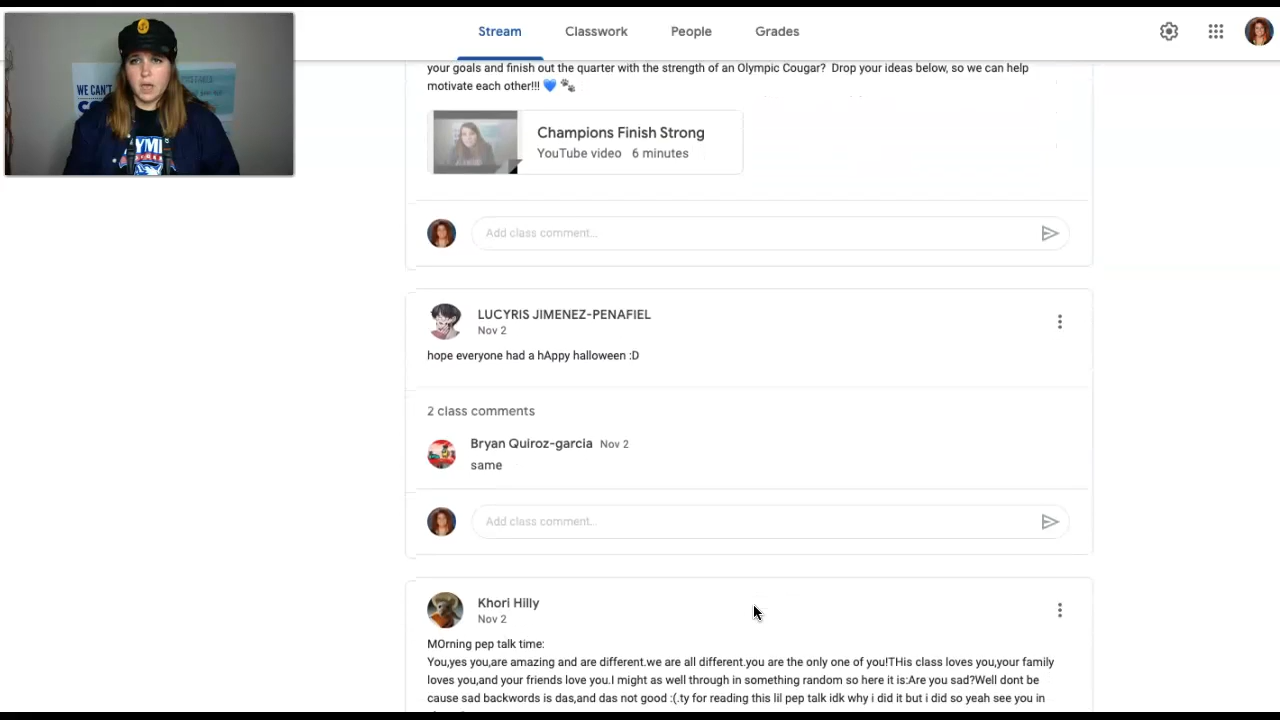 Stream Classwork People Grades
WE CAN'T
your goals and finish out the quarter with the strength of an Olympic Cougar? Drop your ideas below, so we can help
motivate each other!!! 💙 🐾
Champions Finish Strong
YouTube video 6 minutes
Add class comment...
LUCYRIS JIMENEZ-PENAFIEL
Nov 2
hope everyone had a hAppy halloween :D
2 class comments
Bryan Quiroz-garcia Nov 2
same
Add class comment...
Khori Hilly
Nov 2
MOrning pep talk time:
You,yes you,are amazing and are different.we are all different.you are the only one of you!THis class loves you,your family
loves you,and your friends love you.I might as well through in something random so here it is:Are you sad?Well dont be
cause sad backwords is das,and das not good :(.ty for reading this lil pep talk idk why i did it but i did so yeah see you in